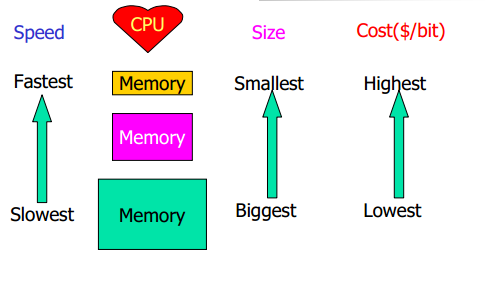 Speed
CPU
Size
Cost($/bit)
Fastest
Memory
Smallest
Highest
Memory
Slowest
Memory
Biggest
Lowest